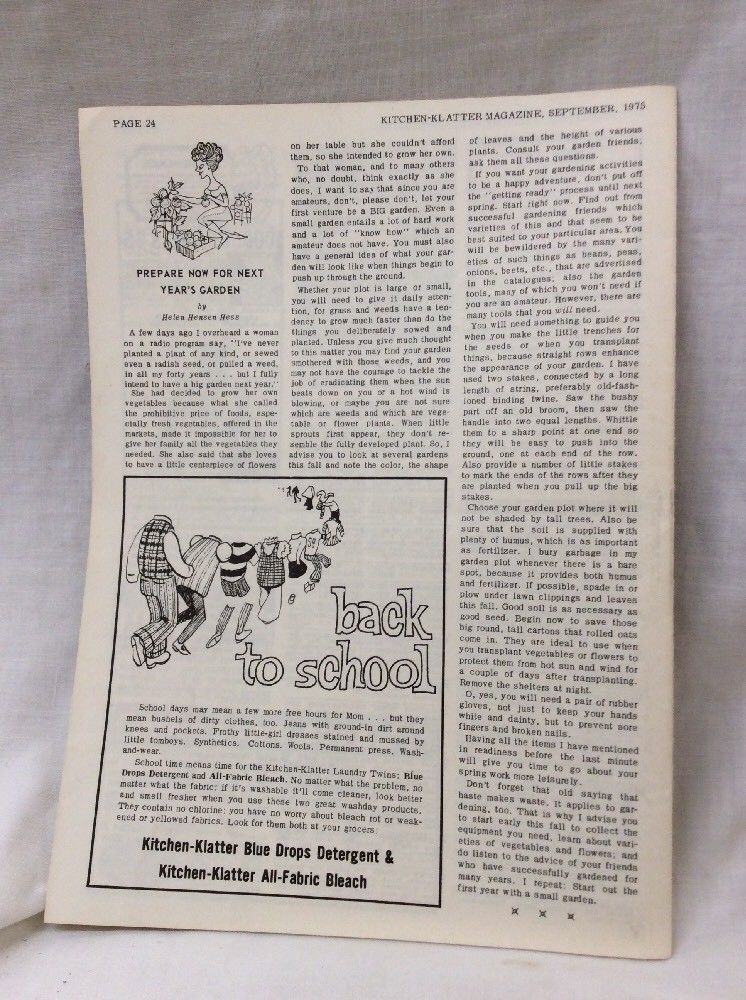 PAGE 24
KITCHEN-KLATTER MAGAZINE, SEPTEMBER, 1975
PREPARE NOW FOR NEXT
YEAR'S GARDEN
by
Helen Hensen Hess
A few days ago I overheard a woman
on a radio program say, "I've never
planted a plant of any kind, or sewed
even a radish seed, or pulled a weed,
in all my forty years . . . but I fully
intend to have a big garden next year."
She had decided to grow her own
vegetables because what she called
the prohibitive price of foods, espe-
cially fresh vegetables, offered in the
markets, made it impossible for her to
give her family all the vegetables they
needed. She also said that she loves
to have a little centerpiece of flowers
on her table but she couldn't afford
them, so she intended to grow her own.
To that woman, and to many others
who, no doubt, think exactly as she
does, I want to say that since you are
amateurs, don't, please don't, let your
first venture be a BIG garden. Even a
small garden entails a lot of hard work
and a lot of "know how" which an
amateur does not have. You must also
have a general idea of what your gar-
den will look like when things begin to
push up through the ground.
Whether your plot is large or small,
you will need to give it daily atten-
tion, for grass and weeds have a ten-
dency to grow much faster than do the
things you deliberately sowed and
planted. Unless you give much thought
to this matter you may find your garden
smothered with those weeds, and you
may not have the courage to tackle the
job of eradicating them when the sun
beats down on you or a hot wind is
blowing, or maybe you are not sure
which are weeds and which are vege-
table or flower plants. When little
sprouts first appear, they don't re-
semble the fully developed plant. So, I
advise you to look at several gardens
this fall and note the color, the shape
of leaves and the height of various
plants. Consult your garden friends,
ask them all these questions.
If you want your gardening activities
to be a happy adventure, don't put off
the "getting ready" process until next
spring. Start right now. Find out from
successful gardening friends which
varieties of this and that seem to be
best suited to your particular area. You
will be bewildered by the many vari-
eties of such things as beans, peas,
onions, beets, etc., that are advertised
in the catalogues; also the garden
tools, many of which you won't need if
you are an amateur. However, there are
many tools that you will need.
You will need something to guide you
when you make the little trenches for
the seeds or when you transplant
things, because straight rows enhance
the appearance of your garden. I have
used two stakes, connected by a long
length of string, preferably old-fash-
ioned binding twine. Saw the bushy
part off an old broom, then saw the
handle into two equal lengths. Whittle
them to a sharp point at one end so
they will be easy to push into the
ground, one at each end of the row.
Also provide a number of little stakes
to mark the ends of the rows after they
are planted when you pull up the big
stakes.
Choose your garden plot where it will
not be shaded by tall trees. Also be
sure that the soil is supplied with
plenty of humus, which is as important
as fertilizer. I bury garbage in my
garden plot whenever there is a bare
spot, because it provides both humus
and fertilizer. If possible, spade in or
plow under lawn clippings and leaves
this fall. Good soil is as necessary as
good seed. Begin now to save those
big round, tall cartons that rolled oats
come in. They are ideal to use when
you transplant vegetables or flowers to
protect them from hot sun and wind for
a couple of days after transplanting.
Remove the shelters at night.
O, yes, you will need a pair of rubber
gloves, not just to keep your hands
white and dainty, but to prevent sore
fingers and broken nails.
Having all the items I have mentioned
in readiness before the last minute
will give you time to go about your
spring work more leisurely.
Don't forget that old saying that
haste makes waste. It applies to gar-
dening, too. That is why I advise you
to start early this fall to collect the
equipment you need, learn about vari-
eties of vegetables and flowers; and
do listen to the advice of your friends
who have successfully gardened for
many years. I repeat: Start out the
first year with a small garden.
back
to school
School days may mean a few more free hours for Mom . . . but they
mean bushels of dirty clothes, too. Jeans with ground-in dirt around
knees and pockets. Frothy little-girl dresses stained and mussed by
little tomboys. Synthetics. Cottons. Wools. Permanent press. Wash-
and-wear.
School time means time for the Kitchen-Klatter Laundry Twins; Blue
Drops Detergent and All-Fabric Bleach. No matter what the problem, no
matter what the fabric: if it's washable it'll come cleaner, look better
and smell fresher when you use these two great washday products.
They contain no chlorine: you have no worry about bleach rot or weak-
ened or yellowed fabrics. Look for them both at your grocers.
Kitchen-Klatter Blue Drops Detergent &
Kitchen-Klatter All-Fabric Bleach